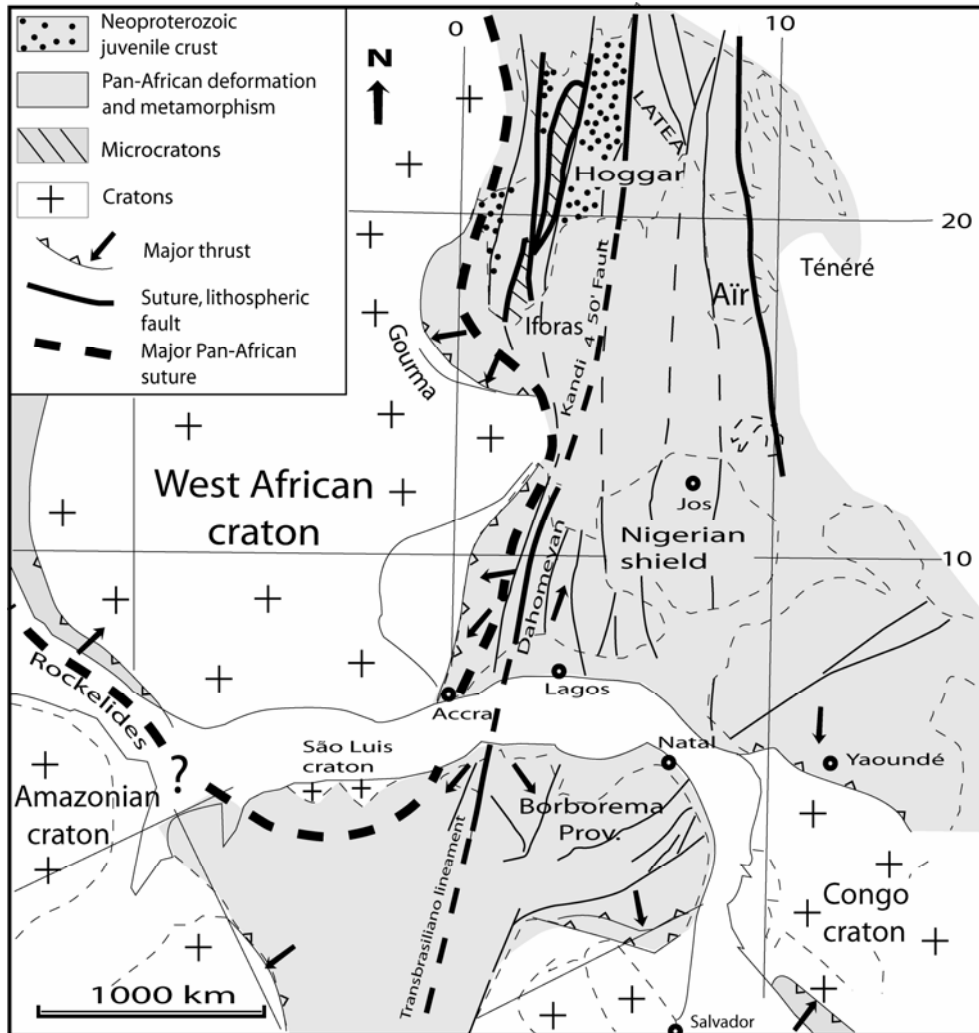 Neoproterozoic
juvenile crust
Pan-African deformation
and metamorphism
Microcratons
Cratons
Major thrust
Suture, lithospheric
fault
Major Pan-African
suture
0
10
N
LATEA
Hoggar
20
Ténéré
Aïr
Iforas
Kandi 4 50' Fault
Gourma
West African
craton
Jos
Nigerian
shield
10
Dahomeyan
Rockelides
Lagos
Accra
Natal
Yaoundé
São Luis
craton
?
Amazonian
craton
Borborema
Prov.
Transbrasiliano lineament
Congo
craton
1000 km
Salvador